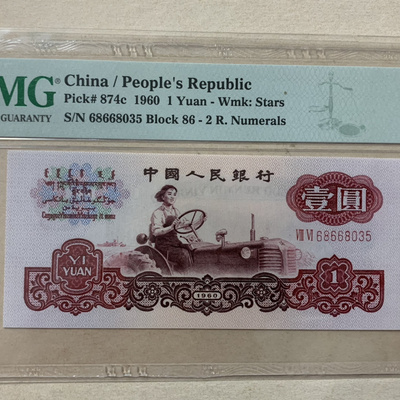 MG
GUARANTY
China / People's Republic
Pick# 874c 1960 1 Yuan - Wmk: Stars
S/N 68668035 Block 86 - 2 R. Numerals
中國人民銀行
壹圓
VIII VI 68668035
YI
YUAN
1960
1